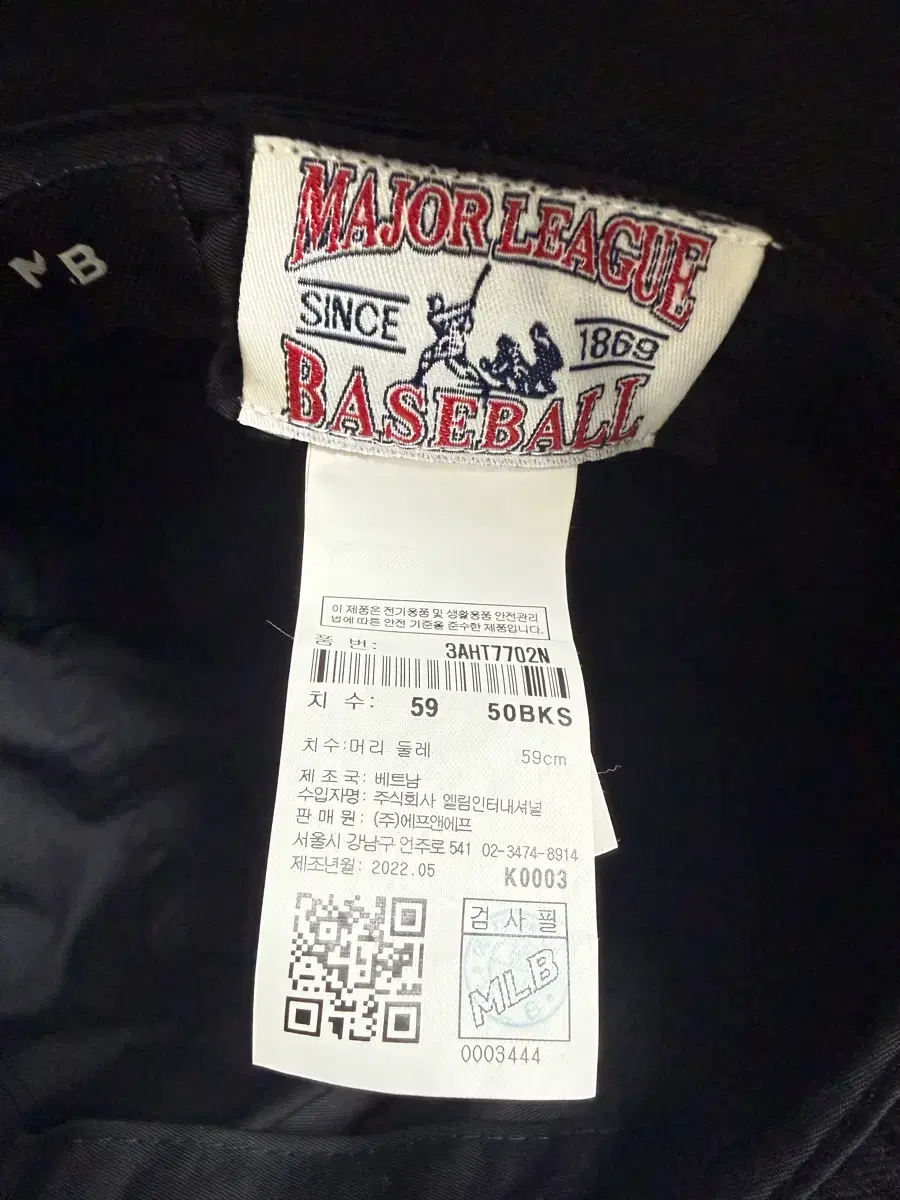 MAJOR LEAGUE
SINCE 1869
BASEBALL
이 제품은 전기용품 및 생활용품 안전관리
법에 따른 안전 기준을 준수한 제품입니다.
품 번: 3AHT7702N
치 수: 59 50BKS
치수:머리 둘레 59cm
제 조 국: 베트남
수입자명: 주식회사 엘림인터내셔널
판 매 원: (주)에프앤에프
서울시 강남구 언주로 541 02-3474-8914
제조년월: 2022.05 K0003
검 사 필
MLB
0003444